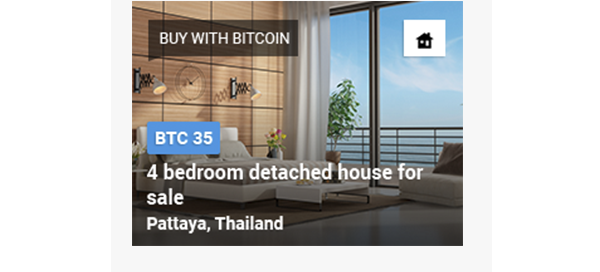 BUY WITH BITCOIN
BTC 35
4 bedroom detached house for
sale
Pattaya, Thailand